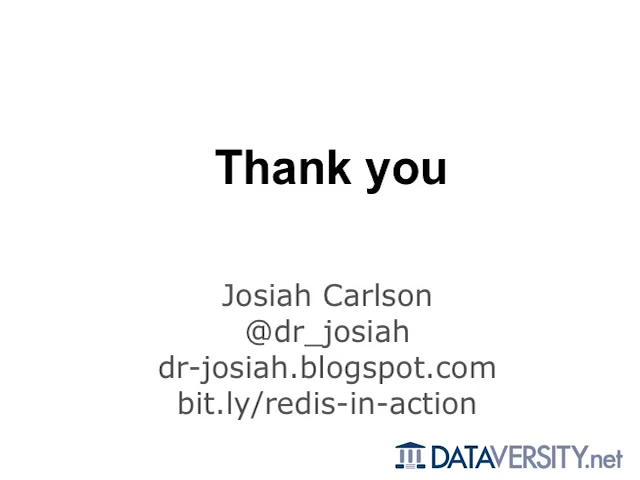 Thank you
Josiah Carlson
@dr_josiah
dr-josiah.blogspot.com
bit.ly/redis-in-action
DATAVERSITY.net